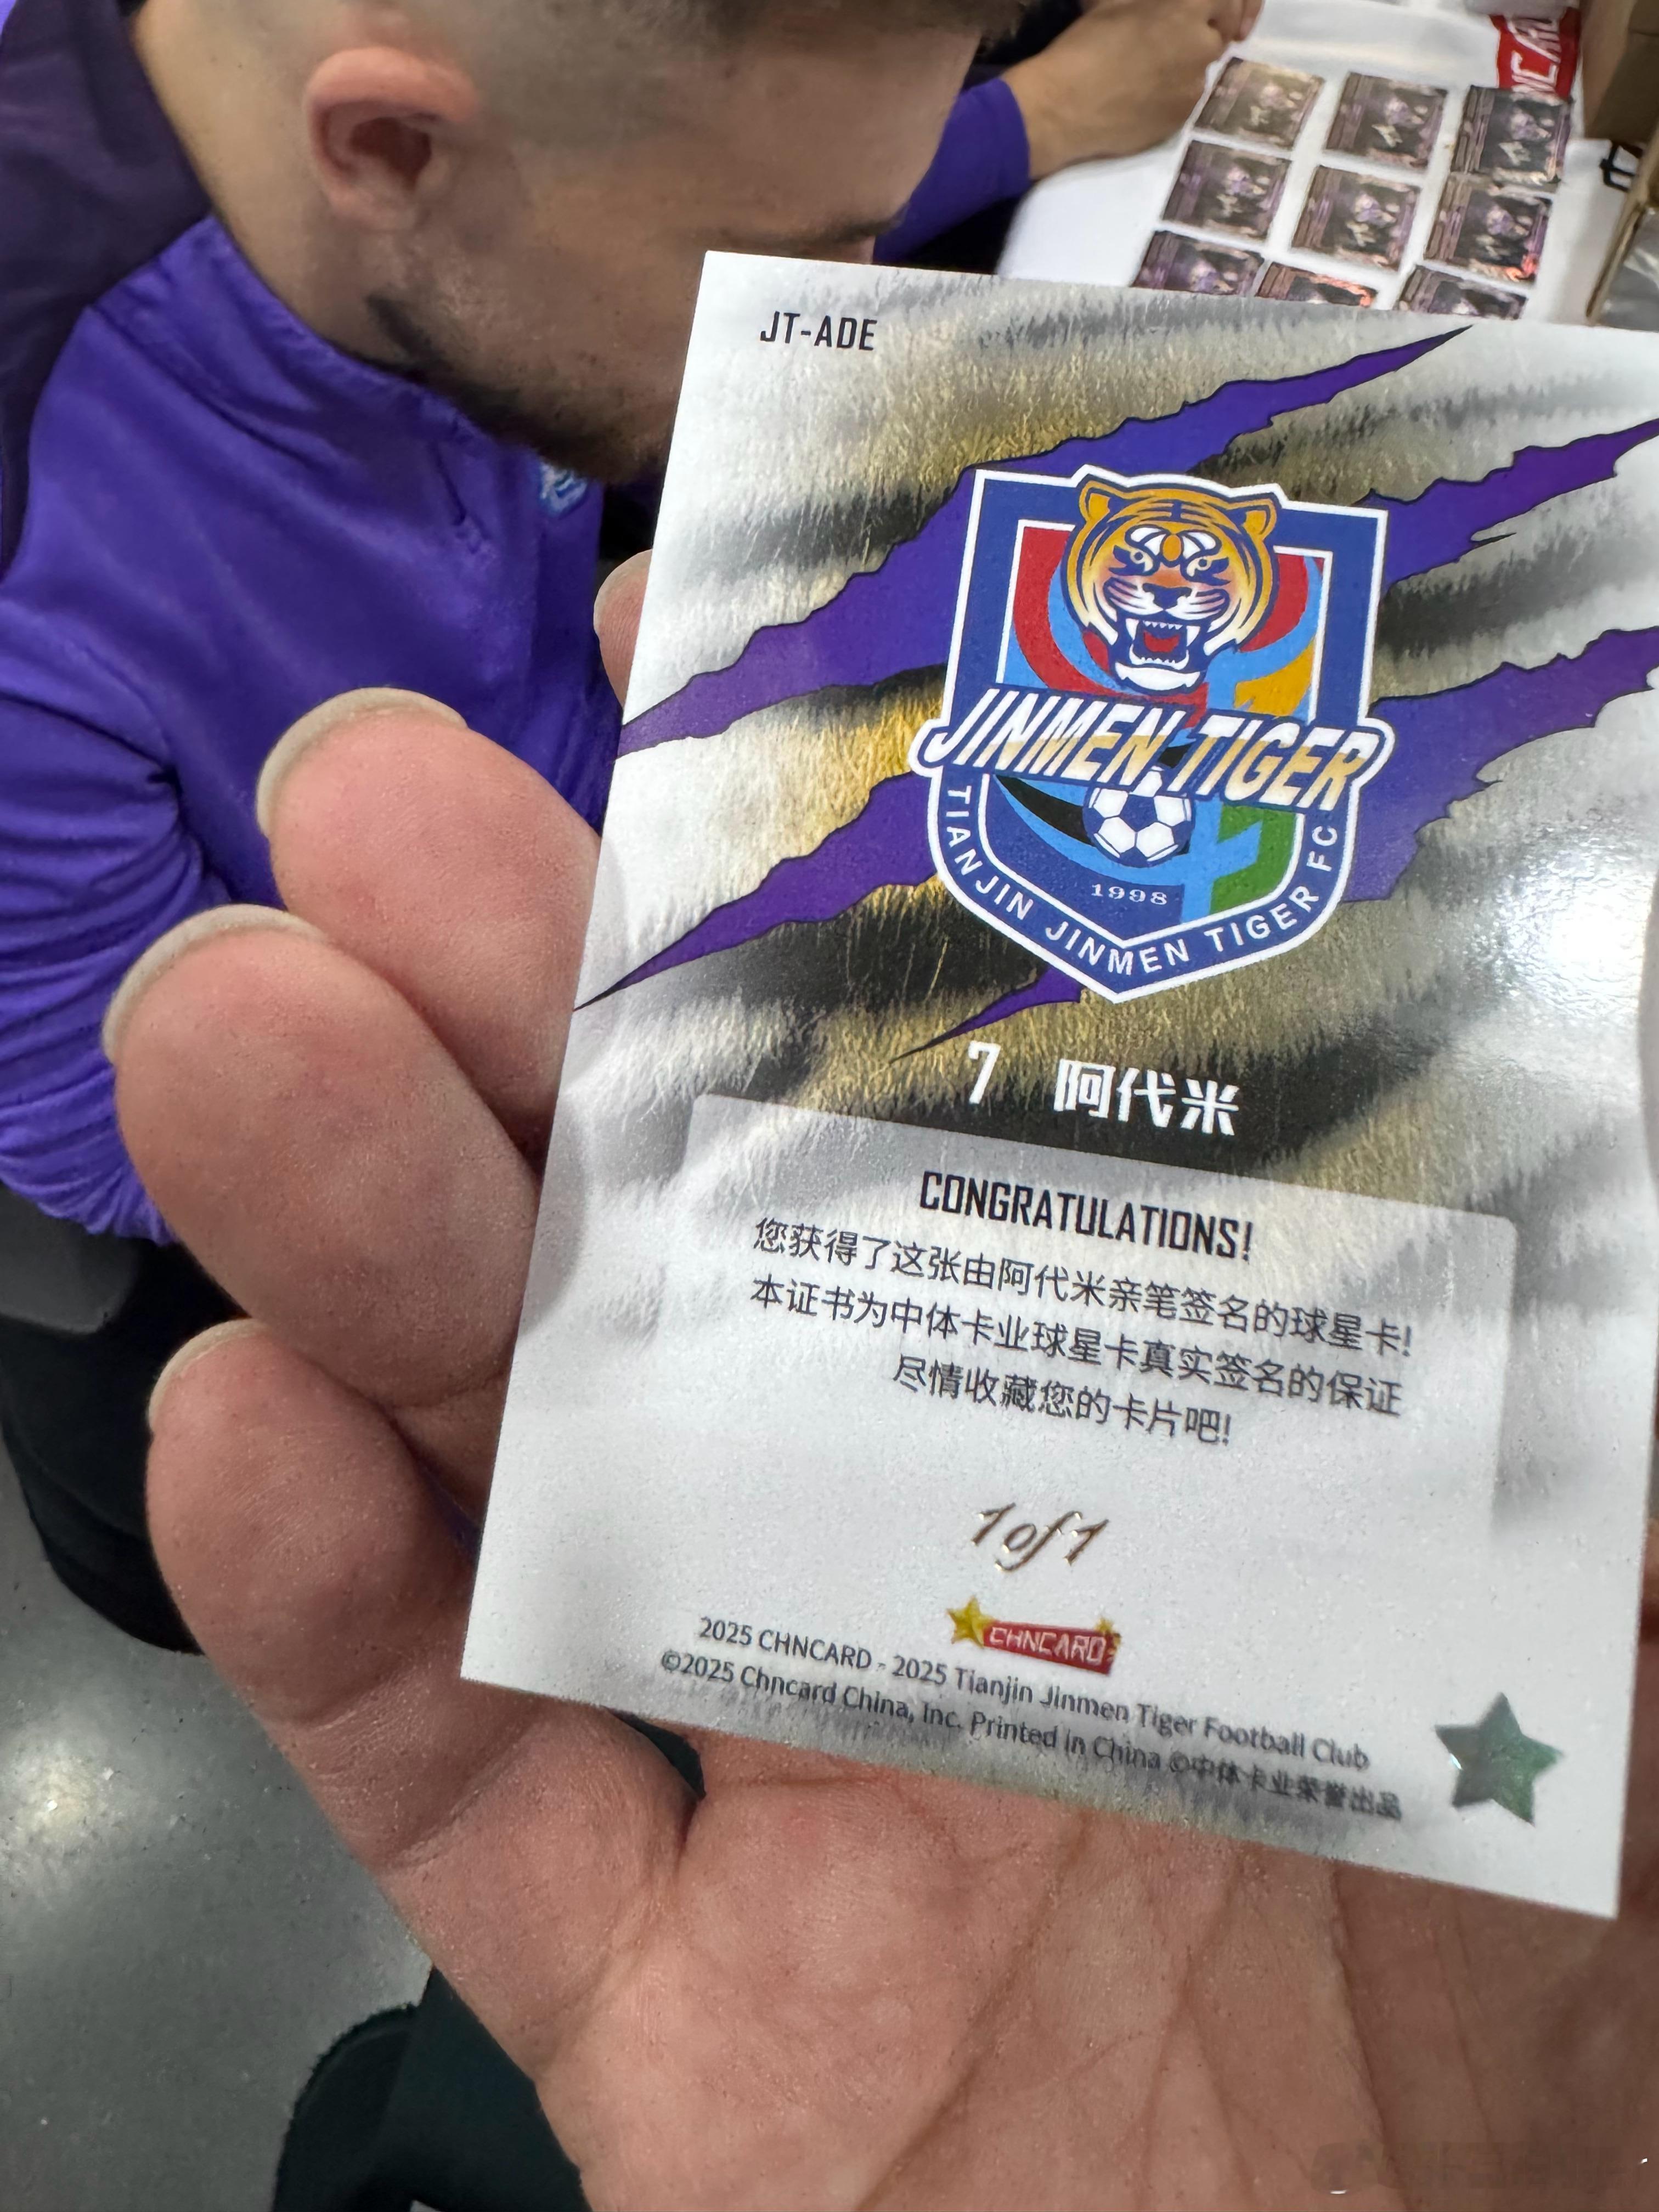 JT-ADE
JINMEN TIGER
1998
TIANJIN JINMEN TIGER FC
7 阿代米
CONGRATULATIONS!
您获得了这张由阿代米亲笔签名的球星卡!
本证书为中体卡业球星卡真实签名的保证
尽情收藏您的卡片吧!
1of1
CHNCARD
2025 CHNCARD - 2025 Tianjin Jinmen Tiger Football Club
©2025 Chncard China, Inc. Printed in China ©中体卡业荣誉出品